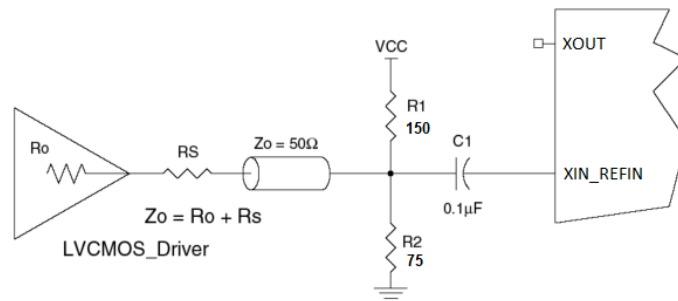 VCC
XOUT
R1
150
C1
Ro
RS
Zo = 50Ω
XIN_REFIN
0.1µF
Zo = Ro + Rs
R2
75
LVCMOS_Driver